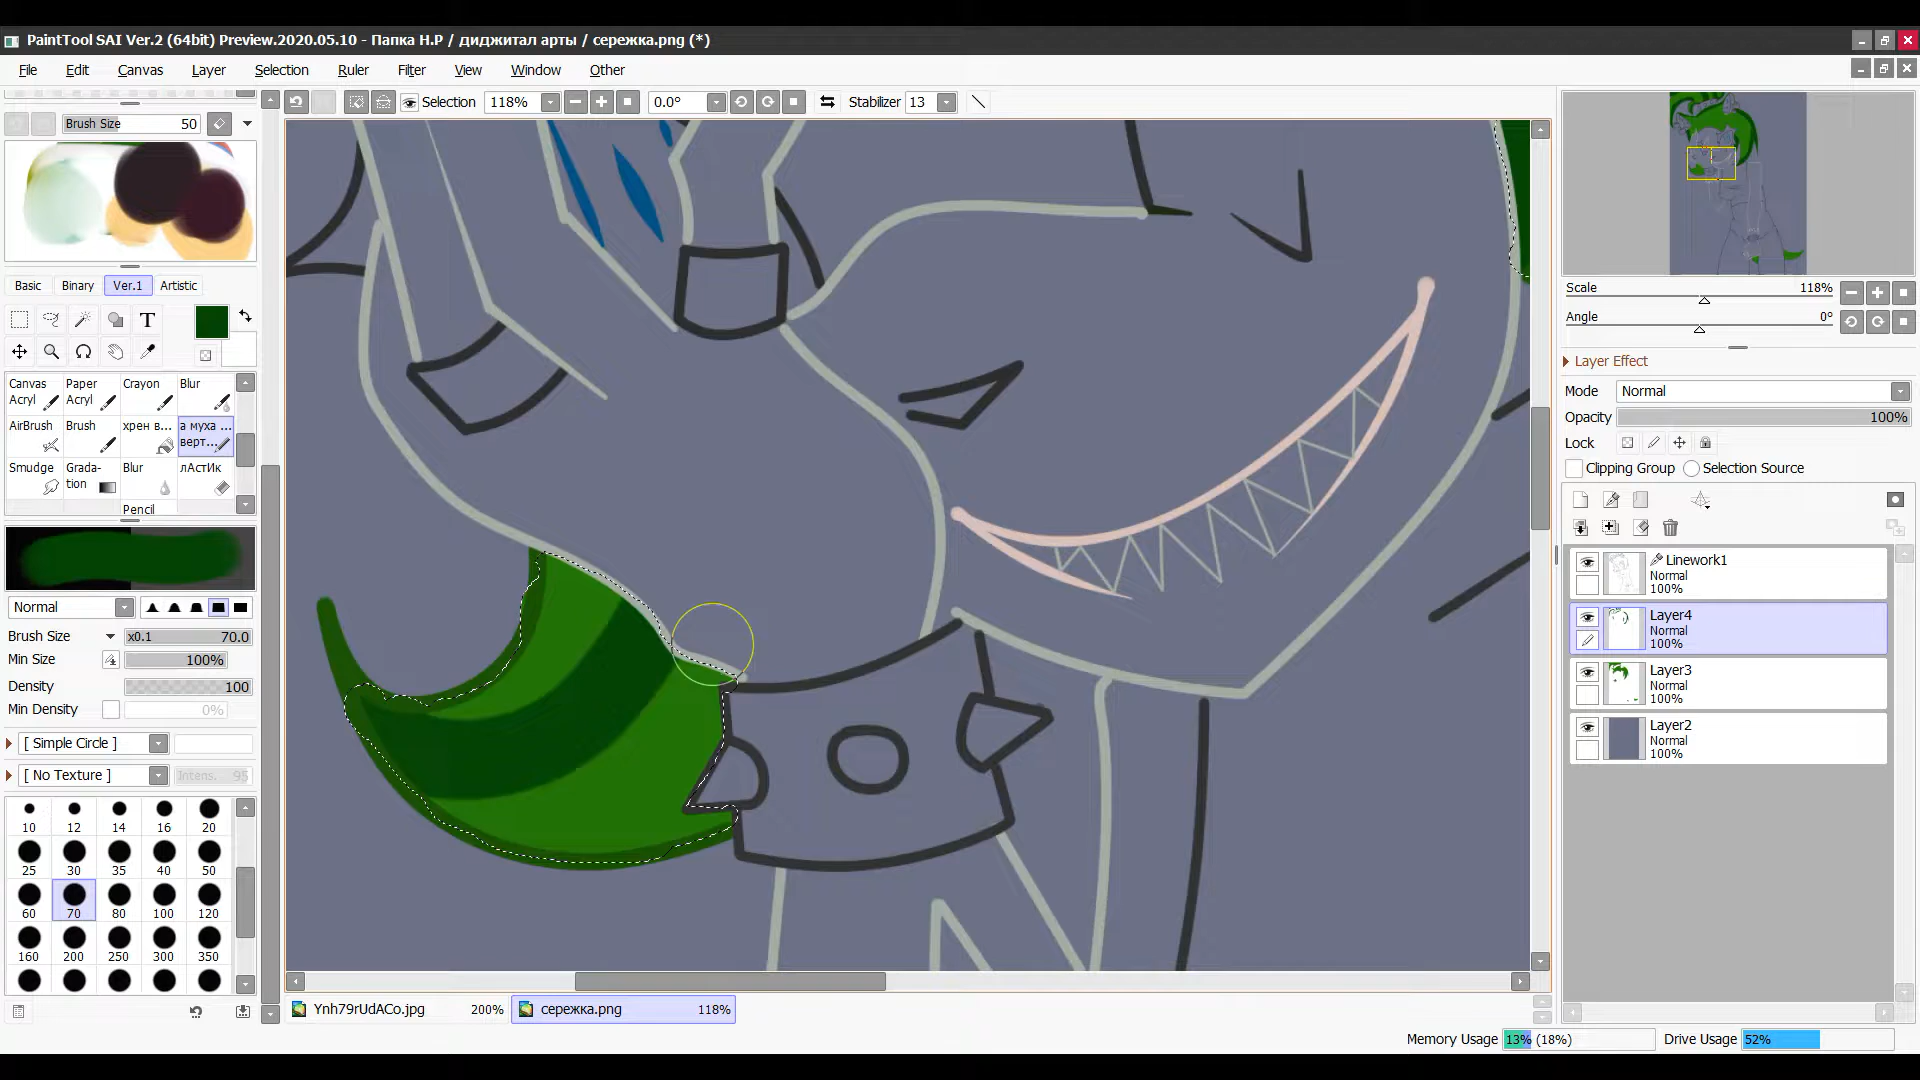 PaintTool SAI Ver.2 (64bit) Preview.2020.05.10 - Папка Н.Р / диджитал арты / сережка.png (*)
File Edit Canvas Layer Selection Ruler Filter View Window Other
Brush Size 50
Selection 118% 0.0° Stabilizer 13
Basic Binary Ver.1 Artistic
T
Canvas Acryl
Paper Acryl
Crayon
Blur
AirBrush
Brush
хрен в...
а муха ... верт...
Smudge
Grada-tion
Blur
лАстИк
Pencil
Normal
Brush Size x0.1 70.0
Min Size 100%
Density 100
Min Density 0%
[ Simple Circle ]
[ No Texture ] Intens. 95
10 12 14 16 20
25 30 35 40 50
60 70 80 100 120
160 200 250 300 350
Ynh79rUdACo.jpg 200% сережка.png 118%
Scale 118%
Angle 0°
Layer Effect
Mode Normal
Opacity 100%
Lock
Clipping Group Selection Source
Linework1
Normal
100%
Layer4
Normal
100%
Layer3
Normal
100%
Layer2
Normal
100%
Memory Usage 13% (18%) Drive Usage 52%